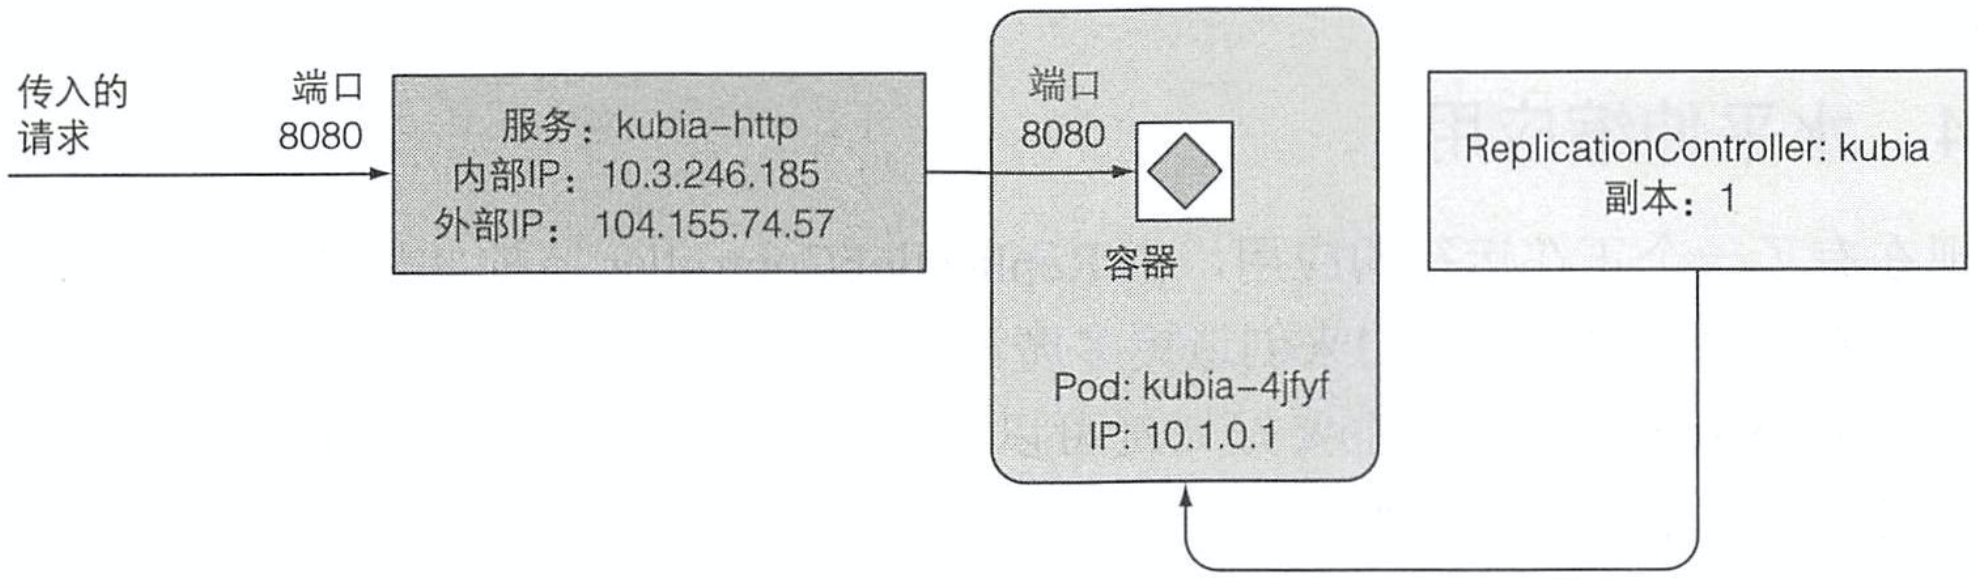 传入的
请求
端口
8080
服务：kubia-http
内部IP：10.3.246.185
外部IP：104.155.74.57
端口
8080
容器
Pod: kubia-4jfyf
IP: 10.1.0.1
ReplicationController: kubia
副本：1